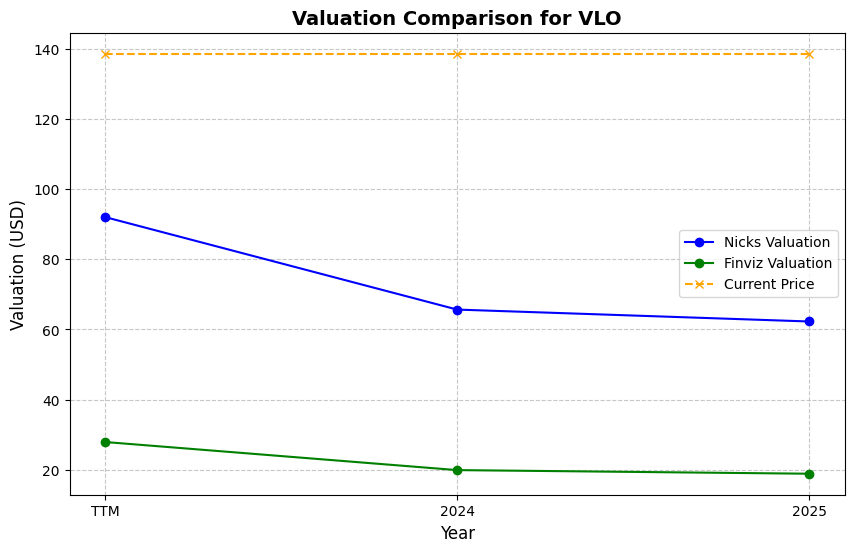 Valuation Comparison for VLO
Valuation (USD)
140
120
100
80
60
40
20
Nicks Valuation
Finviz Valuation
Current Price
TTM
2024
2025
Year